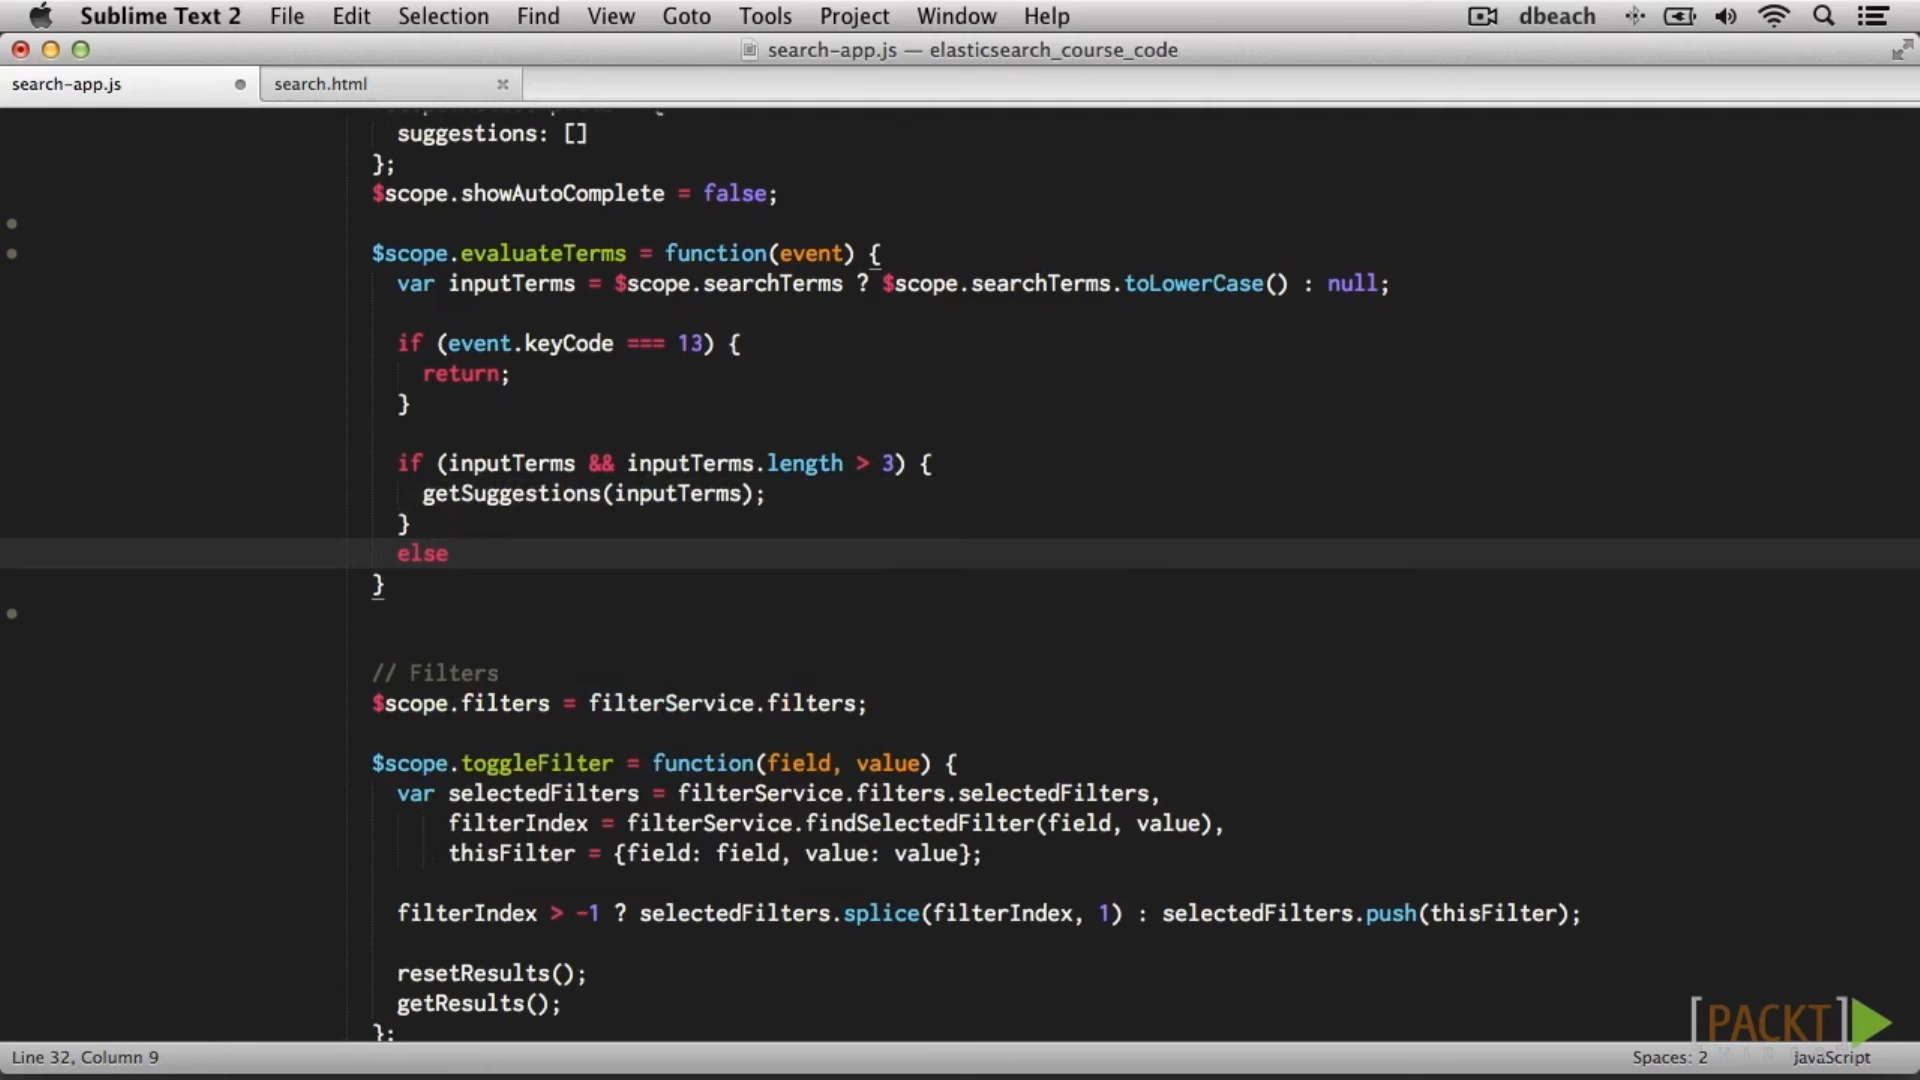 Sublime Text 2 File Edit Selection Find View Goto Tools Project Window Help dbeach
search-app.js — elasticsearch_course_code
search-app.js search.html
suggestions: []
};
$scope.showAutoComplete = false;
$scope.evaluateTerms = function(event) {
var inputTerms = $scope.searchTerms ? $scope.searchTerms.toLowerCase() : null;
if (event.keyCode === 13) {
return;
}
if (inputTerms && inputTerms.length > 3) {
getSuggestions(inputTerms);
}
else
}
// Filters
$scope.filters = filterService.filters;
$scope.toggleFilter = function(field, value) {
var selectedFilters = filterService.filters.selectedFilters,
filterIndex = filterService.findSelectedFilter(field, value),
thisFilter = {field: field, value: value};
filterIndex > -1 ? selectedFilters.splice(filterIndex, 1) : selectedFilters.push(thisFilter);
resetResults();
getResults();
};
[PACKT]
Line 32, Column 9 Spaces: 2 JavaScript